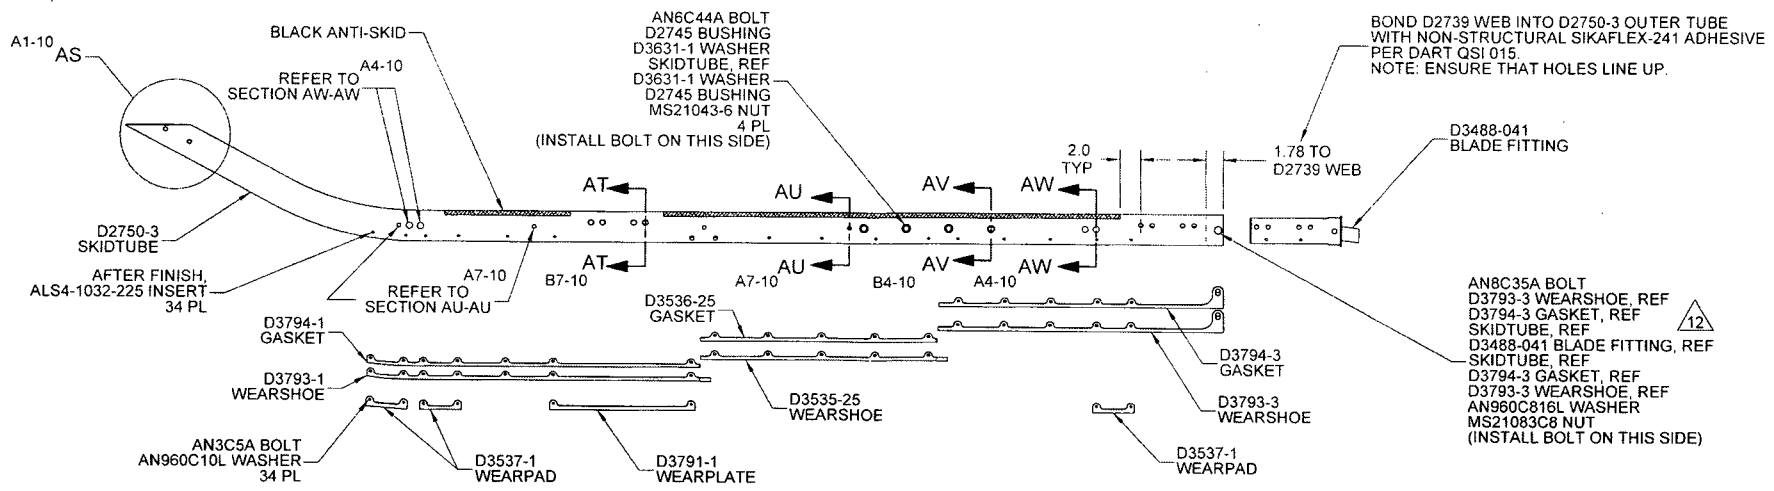 A1-10
AS
BLACK ANTI-SKID
REFER TO A4-10
SECTION AW-AW
AN6C44A BOLT
D2745 BUSHING
D3631-1 WASHER
SKIDTUBE, REF
D3631-1 WASHER
D2745 BUSHING
MS21043-6 NUT
4 PL
(INSTALL BOLT ON THIS SIDE)
BOND D2739 WEB INTO D2750-3 OUTER TUBE
WITH NON-STRUCTURAL SIKAFLEX-241 ADHESIVE
PER DART QSI 015.
NOTE: ENSURE THAT HOLES LINE UP.
D3488-041
BLADE FITTING
2.0
TYP
1.78 TO
D2739 WEB
AT
AU
AV
AW
D2750-3
SKIDTUBE
AFTER FINISH,
ALS4-1032-225 INSERT
34 PL
REFER TO
SECTION AU-AU
A7-10
B7-10
AT
A7-10
AU
B4-10
AV
A4-10
AW
D3794-1
GASKET
D3793-1
WEARSHOE
AN3C5A BOLT
AN960C10L WASHER
34 PL
D3537-1
WEARPAD
D3791-1
WEARPLATE
D3536-25
GASKET
D3535-25
WEARSHOE
D3794-3
GASKET
D3793-3
WEARSHOE
D3537-1
WEARPAD
AN8C35A BOLT
D3793-3 WEARSHOE, REF
D3794-3 GASKET, REF
SKIDTUBE, REF
D3488-041 BLADE FITTING, REF
SKIDTUBE, REF
D3794-3 GASKET, REF
D3793-3 WEARSHOE, REF
AN960C816L WASHER
MS21083C8 NUT
(INSTALL BOLT ON THIS SIDE)
12